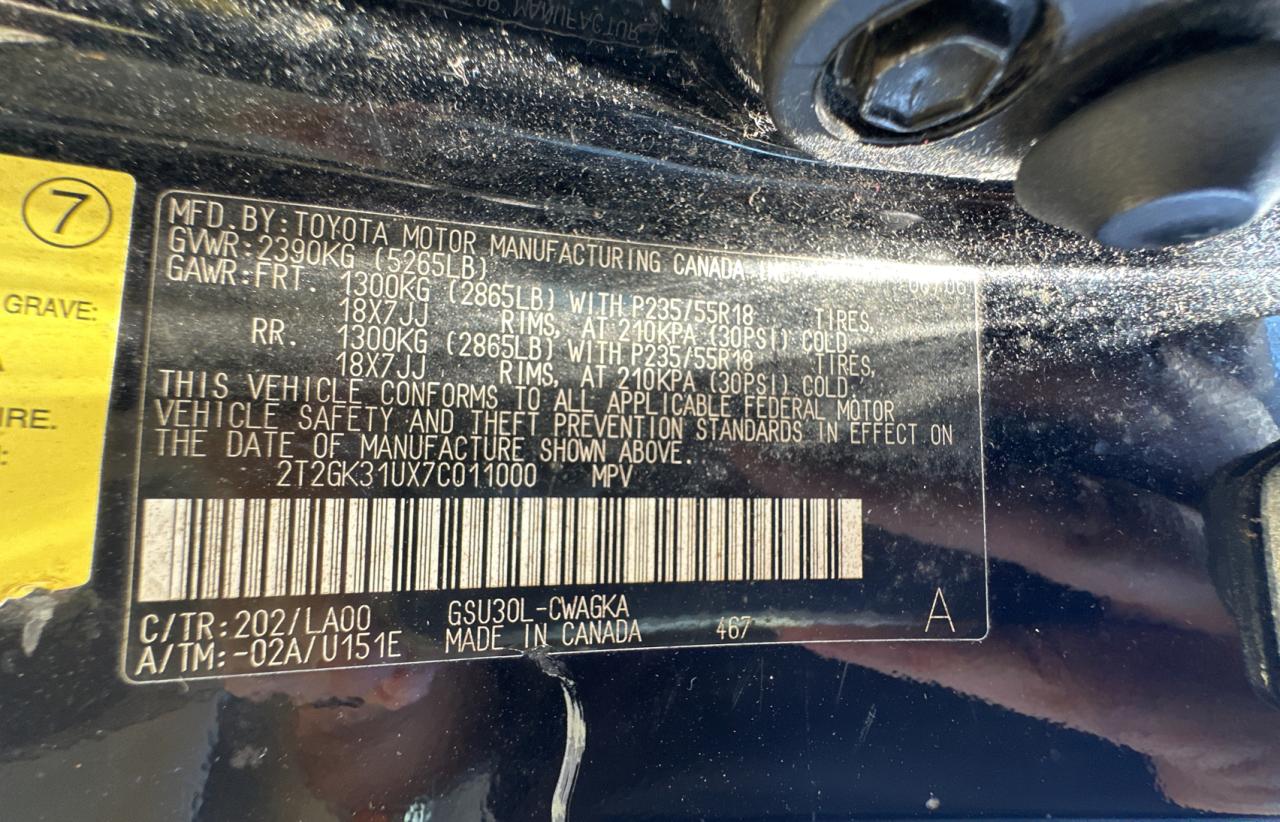 7
GRAVE:
IRE.
MFD.BY:TOYOTA MOTOR MANUFACTURING CANADA INC.
GVWR:2390KG (5265LB)
GAWR:FRT. 1300KG (2865LB) WITH P235/55R18 TIRES,
18X7JJ RIMS, AT 210KPA (30PSI) COLD.
RR. 1300KG (2865LB) WITH P235/55R18 TIRES,
18X7JJ RIMS, AT 210KPA (30PSI) COLD.
THIS VEHICLE CONFORMS TO ALL APPLICABLE FEDERAL MOTOR
VEHICLE SAFETY AND THEFT PREVENTION STANDARDS IN EFFECT ON
THE DATE OF MANUFACTURE SHOWN ABOVE.
2T2GK31UX7C011000 MPV
C/TR:202/LA00 GSU30L-CWAGKA
A/TM:-02A/U151E MADE IN CANADA 467 A